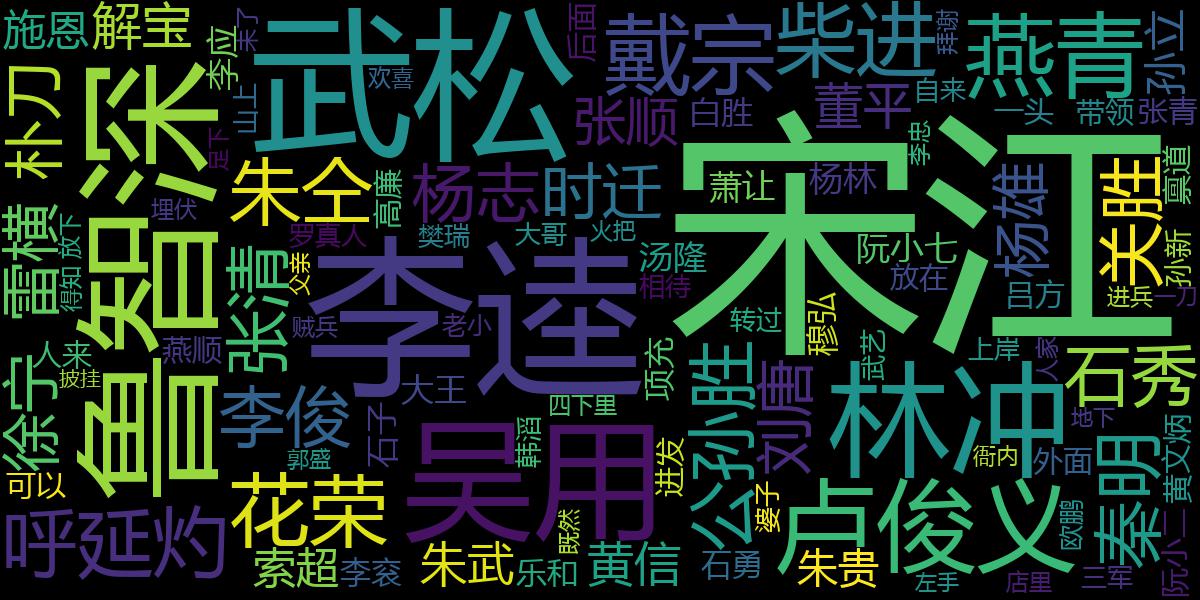 施恩
解宝
李应
来了
武松
欢喜
后面
戴宗
柴进
拜谢
燕青
孙立
朴刀
鲁智深
山上
足下
张顺
白胜
董平
自来
一头
带领
张青
李忠
宋江
朱仝
高廉
杨志
时迁
萧让
杨林
杨雄
关胜
禀道
雷横
放下
得知
埋伏
张清
父亲
罗真人
樊瑞
大哥
火把
汤隆
相待
阮小七
放在
吕方
孙新
进兵
一刀
李逵
贼兵
老小
转过
穆弘
武艺
上岸
人家
石秀
徐宁
人来
披挂
燕顺
李俊
大王
石子
四下里
项充
公孙胜
刘唐
林冲
地下
衙内
外面
秦明
黄文炳
郭盛
韩滔
吴用
进发
婆子
卢俊义
欧鹏
可以
呼延灼
花荣
索超
李衮
朱武
乐和
既然
黄信
石勇
朱贵
左手
店里
三军
阮小二